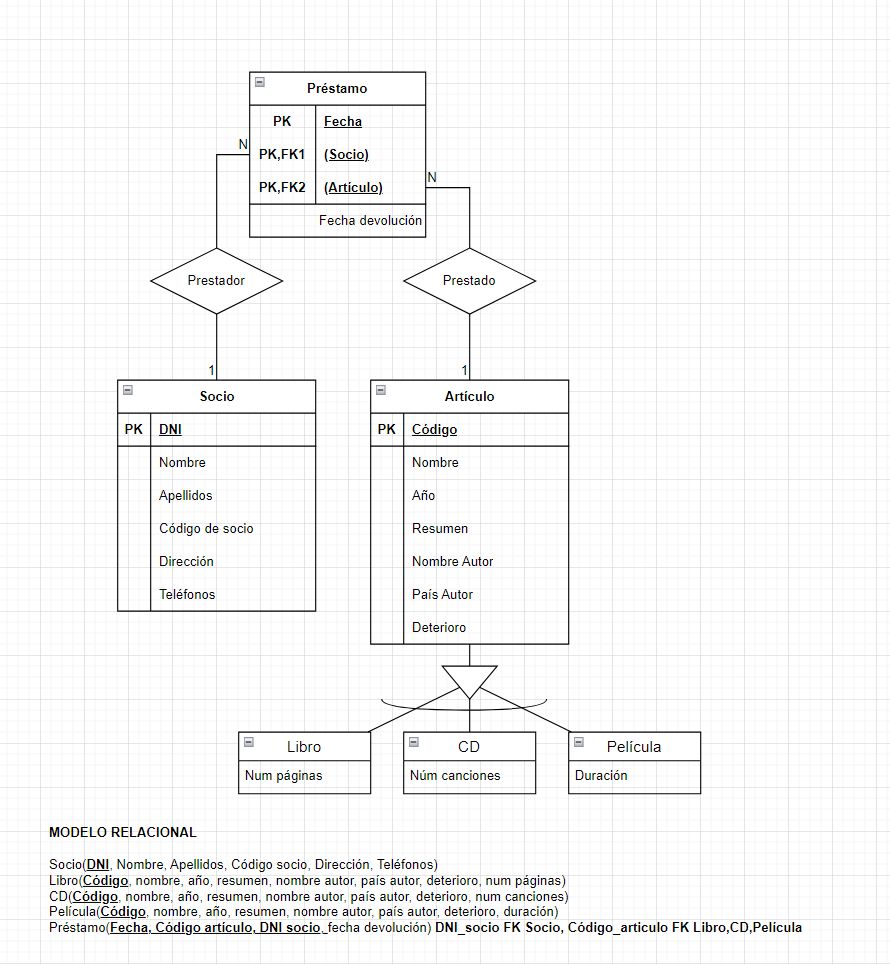 Préstamo
PK Fecha
PK,FK1 (Socio)
PK,FK2 (Artículo)
Fecha devolución
N
N
Prestador
Prestado
1
1
Socio
PK DNI
Nombre
Apellidos
Código de socio
Dirección
Teléfonos
Artículo
PK Código
Nombre
Año
Resumen
Nombre Autor
País Autor
Deterioro
Libro
Num páginas
CD
Núm canciones
Película
Duración
MODELO RELACIONAL
Socio(DNI, Nombre, Apellidos, Código socio, Dirección, Teléfonos)
Libro(Código, nombre, año, resumen, nombre autor, país autor, deterioro, num páginas)
CD(Código, nombre, año, resumen, nombre autor, país autor, deterioro, num canciones)
Película(Código, nombre, año, resumen, nombre autor, país autor, deterioro, duración)
Préstamo(Fecha, Código artículo, DNI socio, fecha devolución) DNI_socio FK Socio, Código_articulo FK Libro,CD,Película